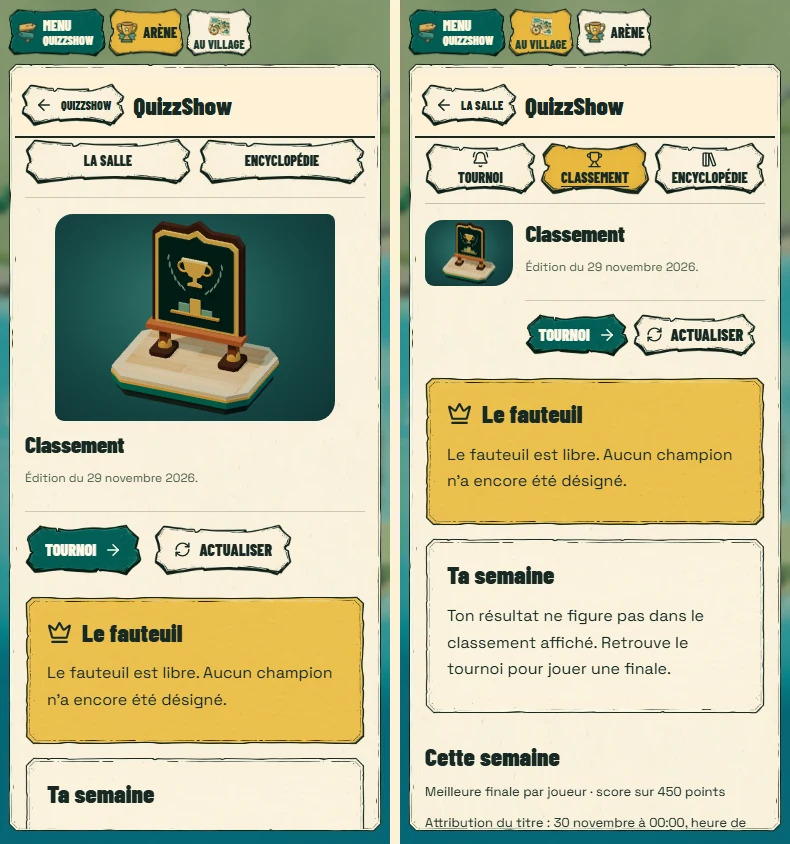 MENU
QUIZZSHOW
ARÈNE
AU VILLAGE
QUIZZSHOW
QuizzShow
LA SALLE
ENCYCLOPÉDIE
Classement
Édition du 29 novembre 2026.
TOURNOI
ACTUALISER
Le fauteuil
Le fauteuil est libre. Aucun champion
n'a encore été désigné.
Ta semaine
MENU
QUIZZSHOW
AU VILLAGE
ARÈNE
LA SALLE
QuizzShow
TOURNOI
CLASSEMENT
ENCYCLOPÉDIE
Classement
Édition du 29 novembre 2026.
TOURNOI
ACTUALISER
Le fauteuil
Le fauteuil est libre. Aucun champion
n'a encore été désigné.
Ta semaine
Ton résultat ne figure pas dans le
classement affiché. Retrouve le
tournoi pour jouer une finale.
Cette semaine
Meilleure finale par joueur · score sur 450 points
Attribution du titre : 30 novembre à 00:00, heure de